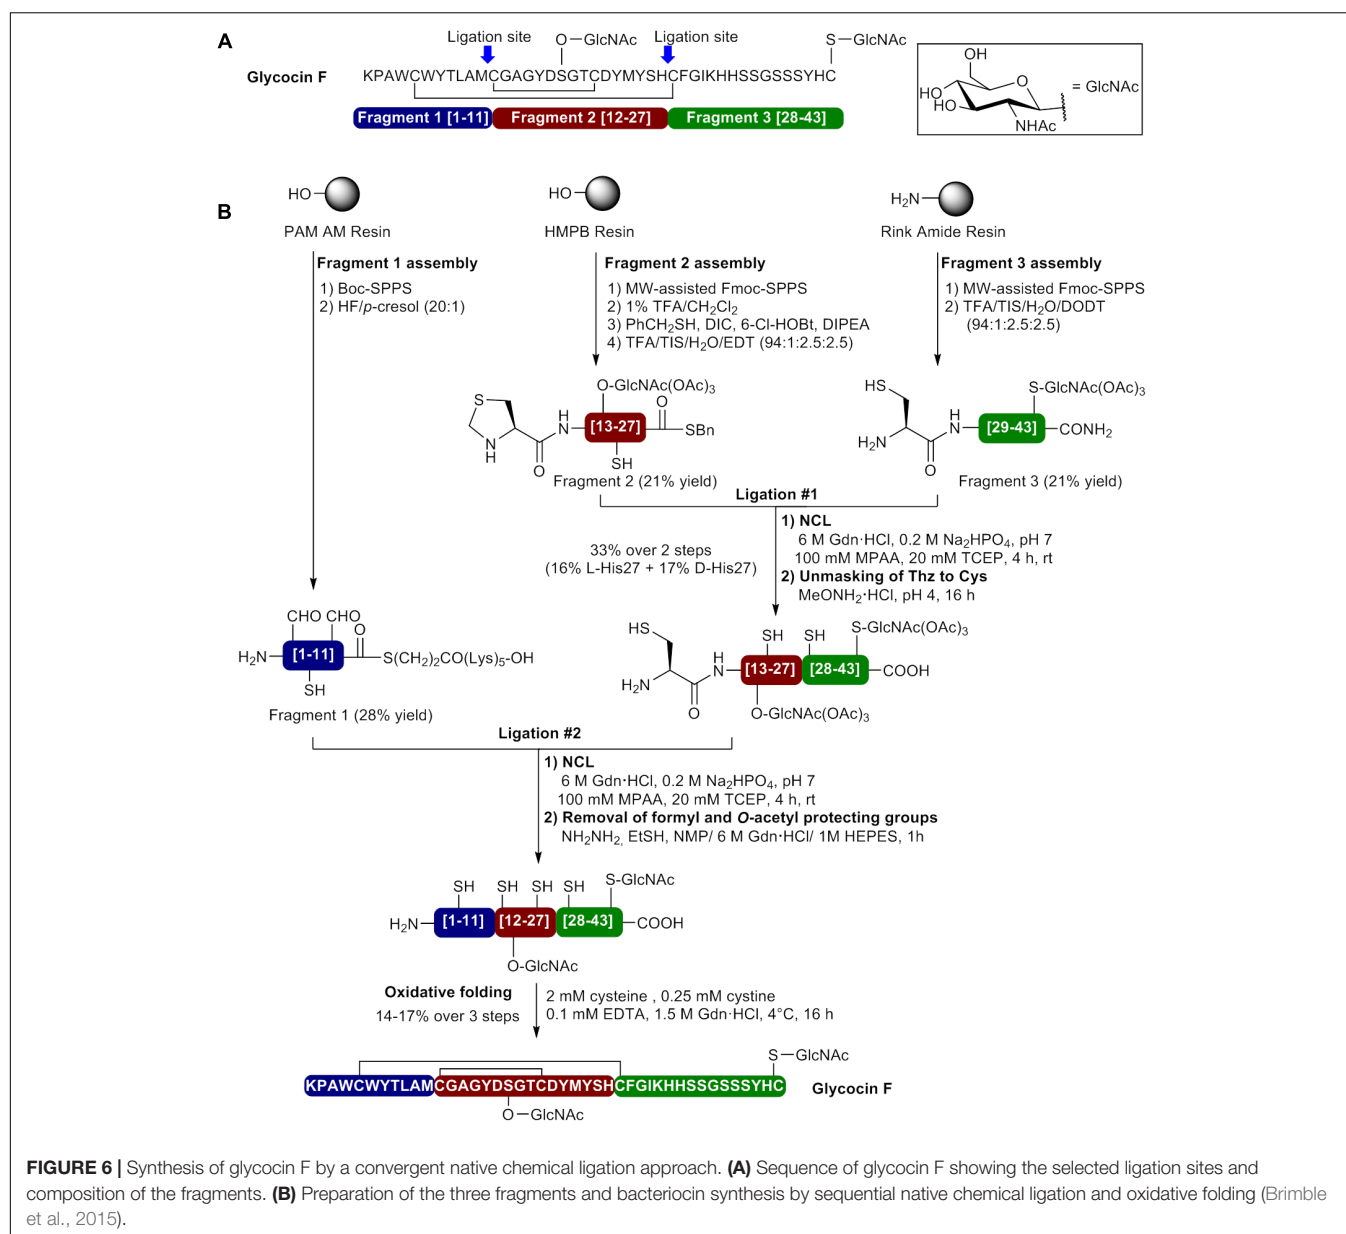 A
Ligation site
O—GlcNAc
Ligation site
S—GlcNAc
Glycocin F
KPAWCWYTLAMCGAGYDSGTCDYMYSHCFGIKHHSSGSSSYHC
Fragment 1 [1-11]
Fragment 2 [12-27]
Fragment 3 [28-43]
OH
HO
HO
O
NHAc
= GlcNAc
B
HO
PAM AM Resin
HO
HMPB Resin
H2N
Rink Amide Resin
Fragment 1 assembly
1) Boc-SPPS
2) HF/p-cresol (20:1)
Fragment 2 assembly
1) MW-assisted Fmoc-SPPS
2) 1% TFA/CH2Cl2
3) PhCH2SH, DIC, 6-Cl-HOBt, DIPEA
4) TFA/TIS/H2O/EDT (94:1:2.5:2.5)
Fragment 3 assembly
1) MW-assisted Fmoc-SPPS
2) TFA/TIS/H2O/DODT
(94:1:2.5:2.5)
O-GlcNAc(OAc)3
S
N
H
O
H
N
[13-27]
O
SBn
SH
Fragment 2 (21% yield)
HS
H2N
O
H
N
S-GlcNAc(OAc)3
[29-43]
CONH2
Fragment 3 (21% yield)
Ligation #1
33% over 2 steps
(16% L-His27 + 17% D-His27)
1) NCL
6 M Gdn·HCl, 0.2 M Na2HPO4, pH 7
100 mM MPAA, 20 mM TCEP, 4 h, rt
2) Unmasking of Thz to Cys
MeONH2·HCl, pH 4, 16 h
CHO CHO
O
H2N
[1-11]
S(CH2)2CO(Lys)5-OH
SH
Fragment 1 (28% yield)
HS
H2N
O
H
N
SH
SH
S-GlcNAc(OAc)3
[13-27]
[28-43]
COOH
O-GlcNAc(OAc)3
Ligation #2
1) NCL
6 M Gdn·HCl, 0.2 M Na2HPO4, pH 7
100 mM MPAA, 20 mM TCEP, 4 h, rt
2) Removal of formyl and O-acetyl protecting groups
NH2NH2, EtSH, NMP/ 6 M Gdn·HCl/ 1M HEPES, 1h
SH
SH
SH
SH
S-GlcNAc
H2N
[1-11]
[12-27]
[28-43]
COOH
O-GlcNAc
Oxidative folding
14-17% over 3 steps
2 mM cysteine , 0.25 mM cystine
0.1 mM EDTA, 1.5 M Gdn·HCl, 4°C, 16 h
S—GlcNAc
KPAWCWYTLAMCGAGYDSGTCDYMYSHCFGIKHHSSGSSSYHC
Glycocin F
O—GlcNAc
FIGURE 6 | Synthesis of glycocin F by a convergent native chemical ligation approach. (A) Sequence of glycocin F showing the selected ligation sites and
composition of the fragments. (B) Preparation of the three fragments and bacteriocin synthesis by sequential native chemical ligation and oxidative folding (Brimble
et al., 2015).